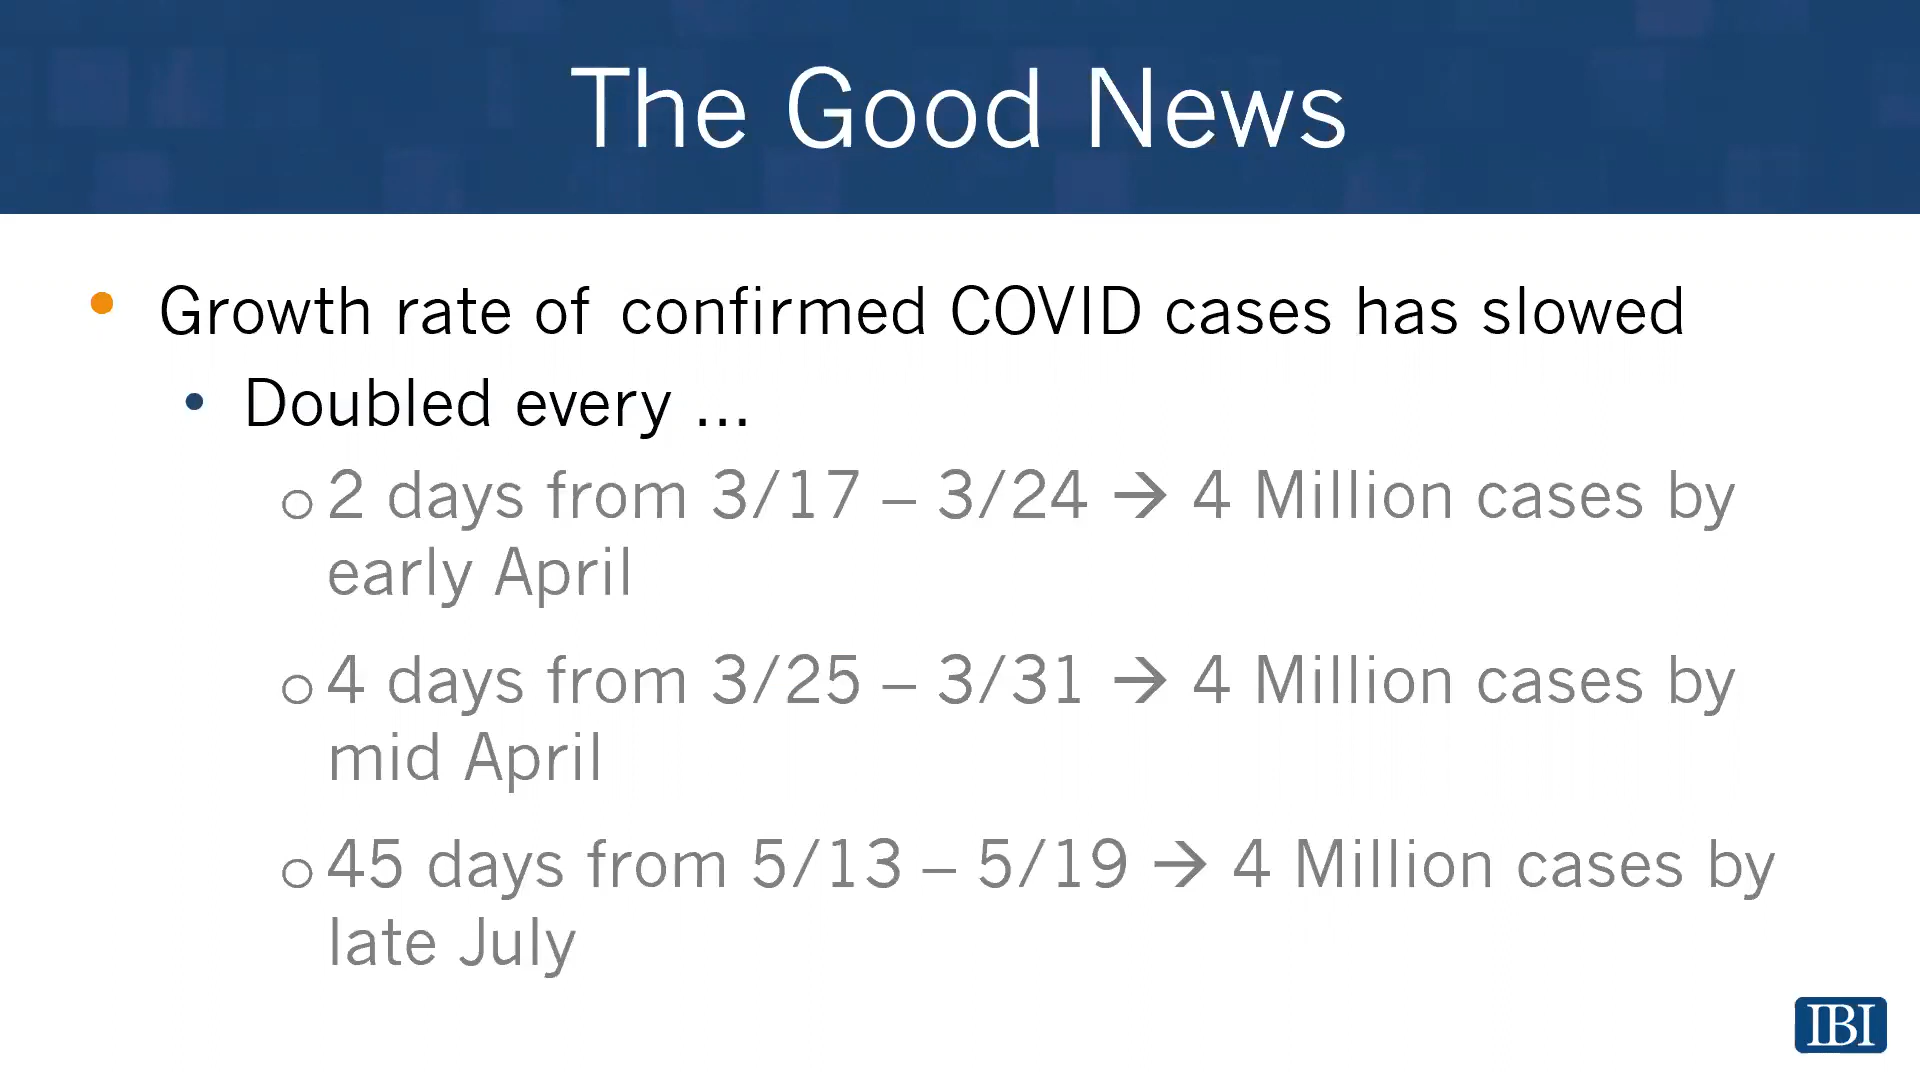 The Good News
• Growth rate of confirmed COVID cases has slowed
• Doubled every ...
o 2 days from 3/17 – 3/24 → 4 Million cases by
early April
o 4 days from 3/25 – 3/31 → 4 Million cases by
mid April
o 45 days from 5/13 – 5/19 → 4 Million cases by
late July
IBI